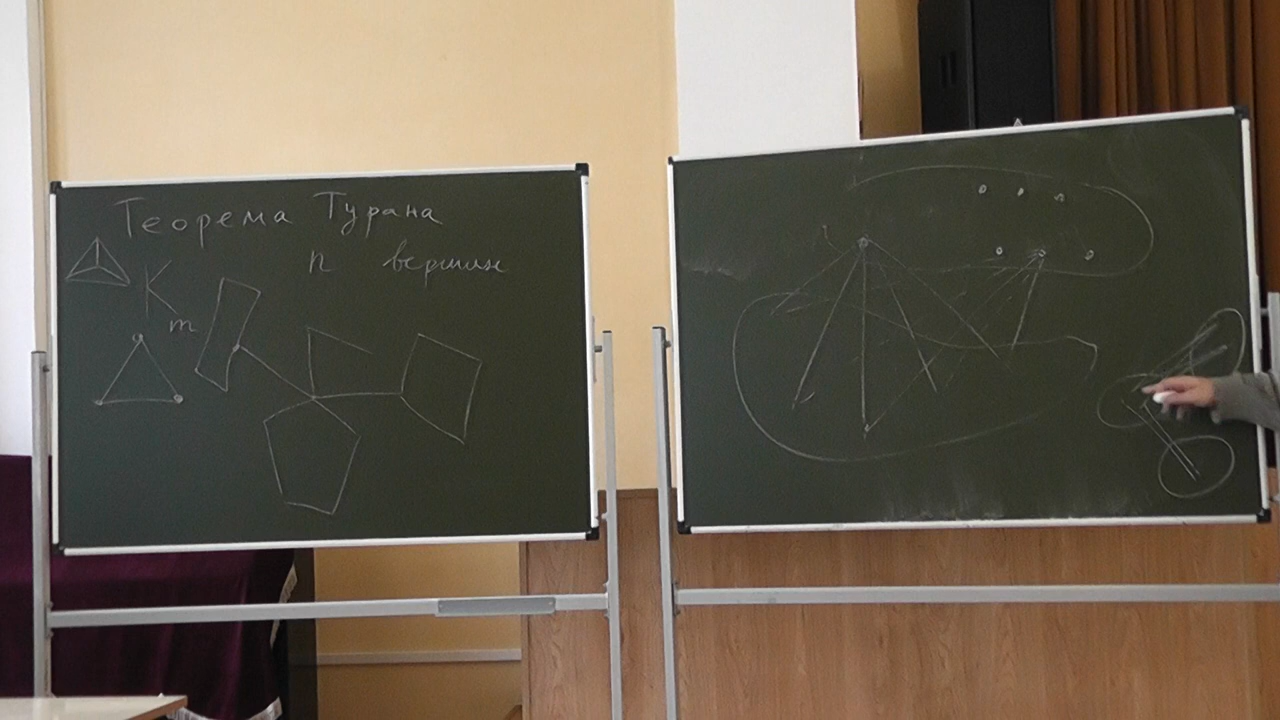 Теорема Турана
n вершин
K m